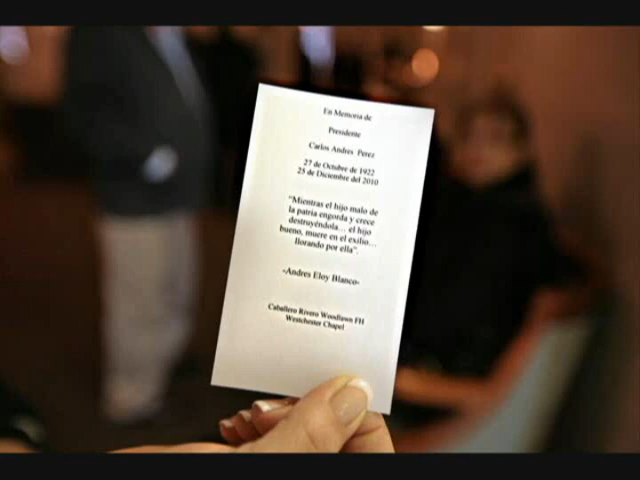 En Memoria de
Presidente
Carlos Andres Perez
27 de Octubre de 1922
25 de Diciembre del 2010
"Mientras el hijo malo de
la patria engorda y crece
destruyéndola... el hijo
bueno, muere en el exilio...
llorando por ella".
-Andres Eloy Blanco-
Caballero Rivero Woodlawn FH
Westchester Chapel